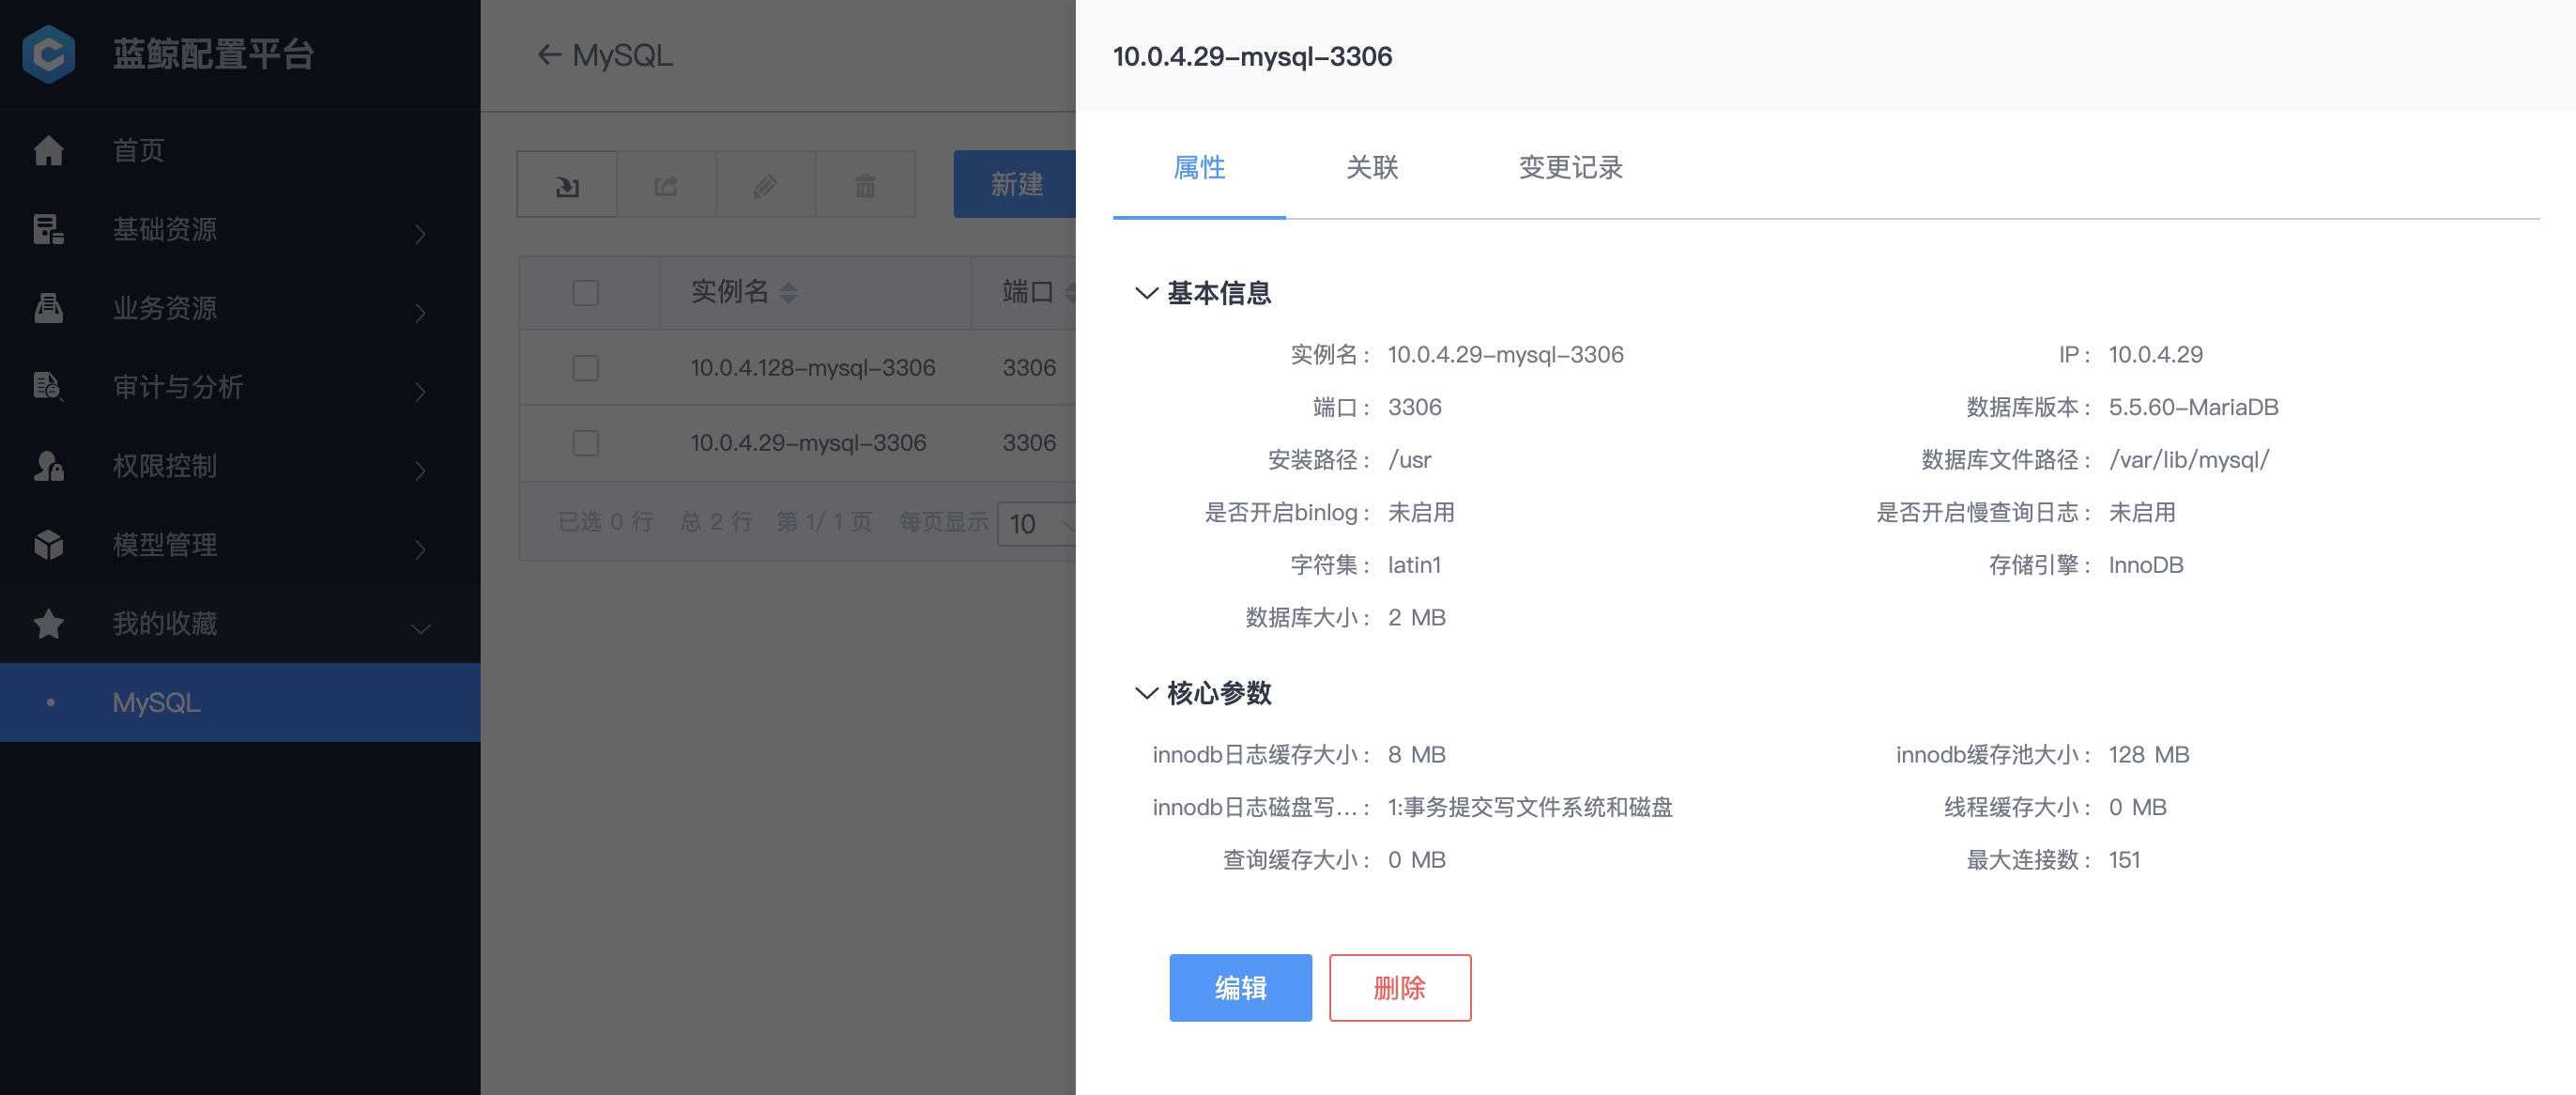 蓝鲸配置平台
首页
基础资源
业务资源
审计与分析
权限控制
模型管理
我的收藏
MySQL
MySQL
新建
实例名 端口
10.0.4.128-mysql-3306 3306
10.0.4.29-mysql-3306 3306
已选 0 行 总 2 行 第 1/ 1 页 每页显示 10
10.0.4.29-mysql-3306
属性 关联 变更记录
基本信息
实例名: 10.0.4.29-mysql-3306 IP: 10.0.4.29
端口: 3306 数据库版本: 5.5.60-MariaDB
安装路径: /usr 数据库文件路径: /var/lib/mysql/
是否开启binlog: 未启用 是否开启慢查询日志: 未启用
字符集: latin1 存储引擎: InnoDB
数据库大小: 2 MB
核心参数
innodb日志缓存大小: 8 MB innodb缓存池大小: 128 MB
innodb日志磁盘写...: 1:事务提交写文件系统和磁盘 线程缓存大小: 0 MB
查询缓存大小: 0 MB 最大连接数: 151
编辑 删除